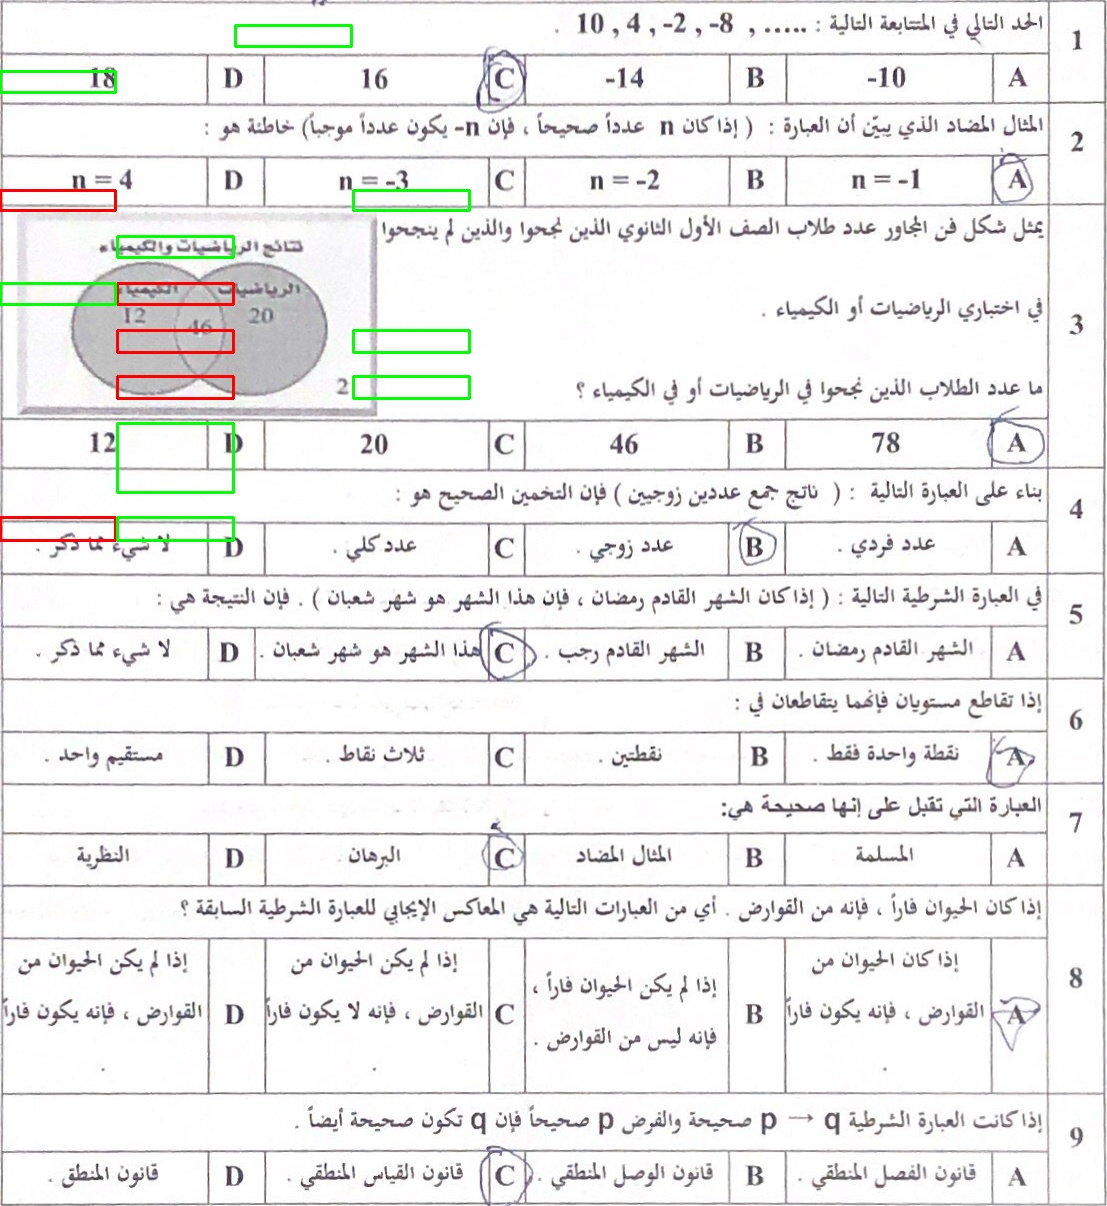 1 الحد التالي في المتتابعة التالية : 10 , 4 , -2 , -8 , ..... .
A -10 B -14 C 16 D 18
2 المثال المضاد الذي يبيّن أن العبارة : ( إذا كان n عدداً صحيحاً ، فإن n- يكون عدداً موجباً) خاطئة هو :
A n = -1 B n = -2 C n = -3 D n = 4
3 يمثل شكل فن المجاور عدد طلاب الصف الأول الثانوي الذين نجحوا والذين لم ينجحوا
في اختباري الرياضيات أو الكيمياء .
ما عدد الطلاب الذين نجحوا في الرياضيات أو في الكيمياء ؟
نتائج الرياضيات والكيمياء
الرياضيات الكيمياء
20 46 12
2
A 78 B 46 C 20 D 12
4 بناء على العبارة التالية : ( ناتج جمع عددين زوجيين ) فإن التخمين الصحيح هو :
A عدد فردي . B عدد زوجي . C عدد كلي . D لا شيء مما ذكر .
5 في العبارة الشرطية التالية : ( إذا كان الشهر القادم رمضان ، فإن هذا الشهر هو شهر شعبان ) . فإن النتيجة هي :
A الشهر القادم رمضان . B الشهر القادم رجب . C هذا الشهر هو شهر شعبان . D لا شيء مما ذكر .
6 إذا تقاطع مستويان فإنهما يتقاطعان في :
A نقطة واحدة فقط . B نقطتين . C ثلاث نقاط . D مستقيم واحد .
7 العبارة التي تقبل على إنها صحيحة هي:
A المسلمة B المثال المضاد C البرهان D النظرية
8 إذا كان الحيوان فاراً ، فإنه من القوارض . أي من العبارات التالية هي المعاكس الإيجابي للعبارة الشرطية السابقة ؟
A إذا كان الحيوان من القوارض ، فإنه يكون فاراً B إذا لم يكن الحيوان فاراً ، فإنه ليس من القوارض . C إذا لم يكن الحيوان من القوارض ، فإنه لا يكون فاراً . D إذا لم يكن الحيوان من القوارض ، فإنه يكون فاراً .
9 إذا كانت العبارة الشرطية p → q صحيحة والفرض p صحيحاً فإن q تكون صحيحة أيضاً .
A قانون الفصل المنطقي . B قانون الوصل المنطقي . C قانون القياس المنطقي . D قانون المنطق .